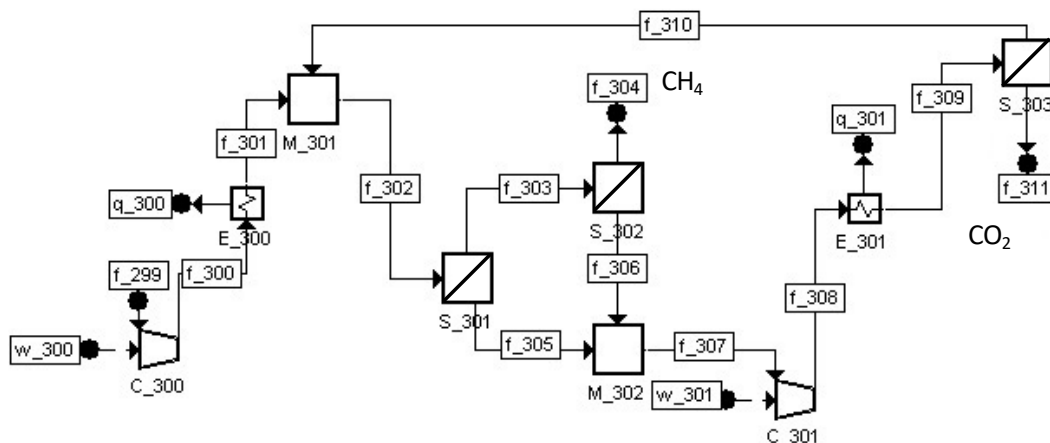 f_310
f_304
CH₄
S_303
f_309
q_301
f_301
M_301
f_302
f_303
f_311
q_300
S_302
E_301
CO₂
E_300
f_299
f_300
f_306
f_308
S_301
w_300
f_305
f_307
C_300
M_302
w_301
C_301